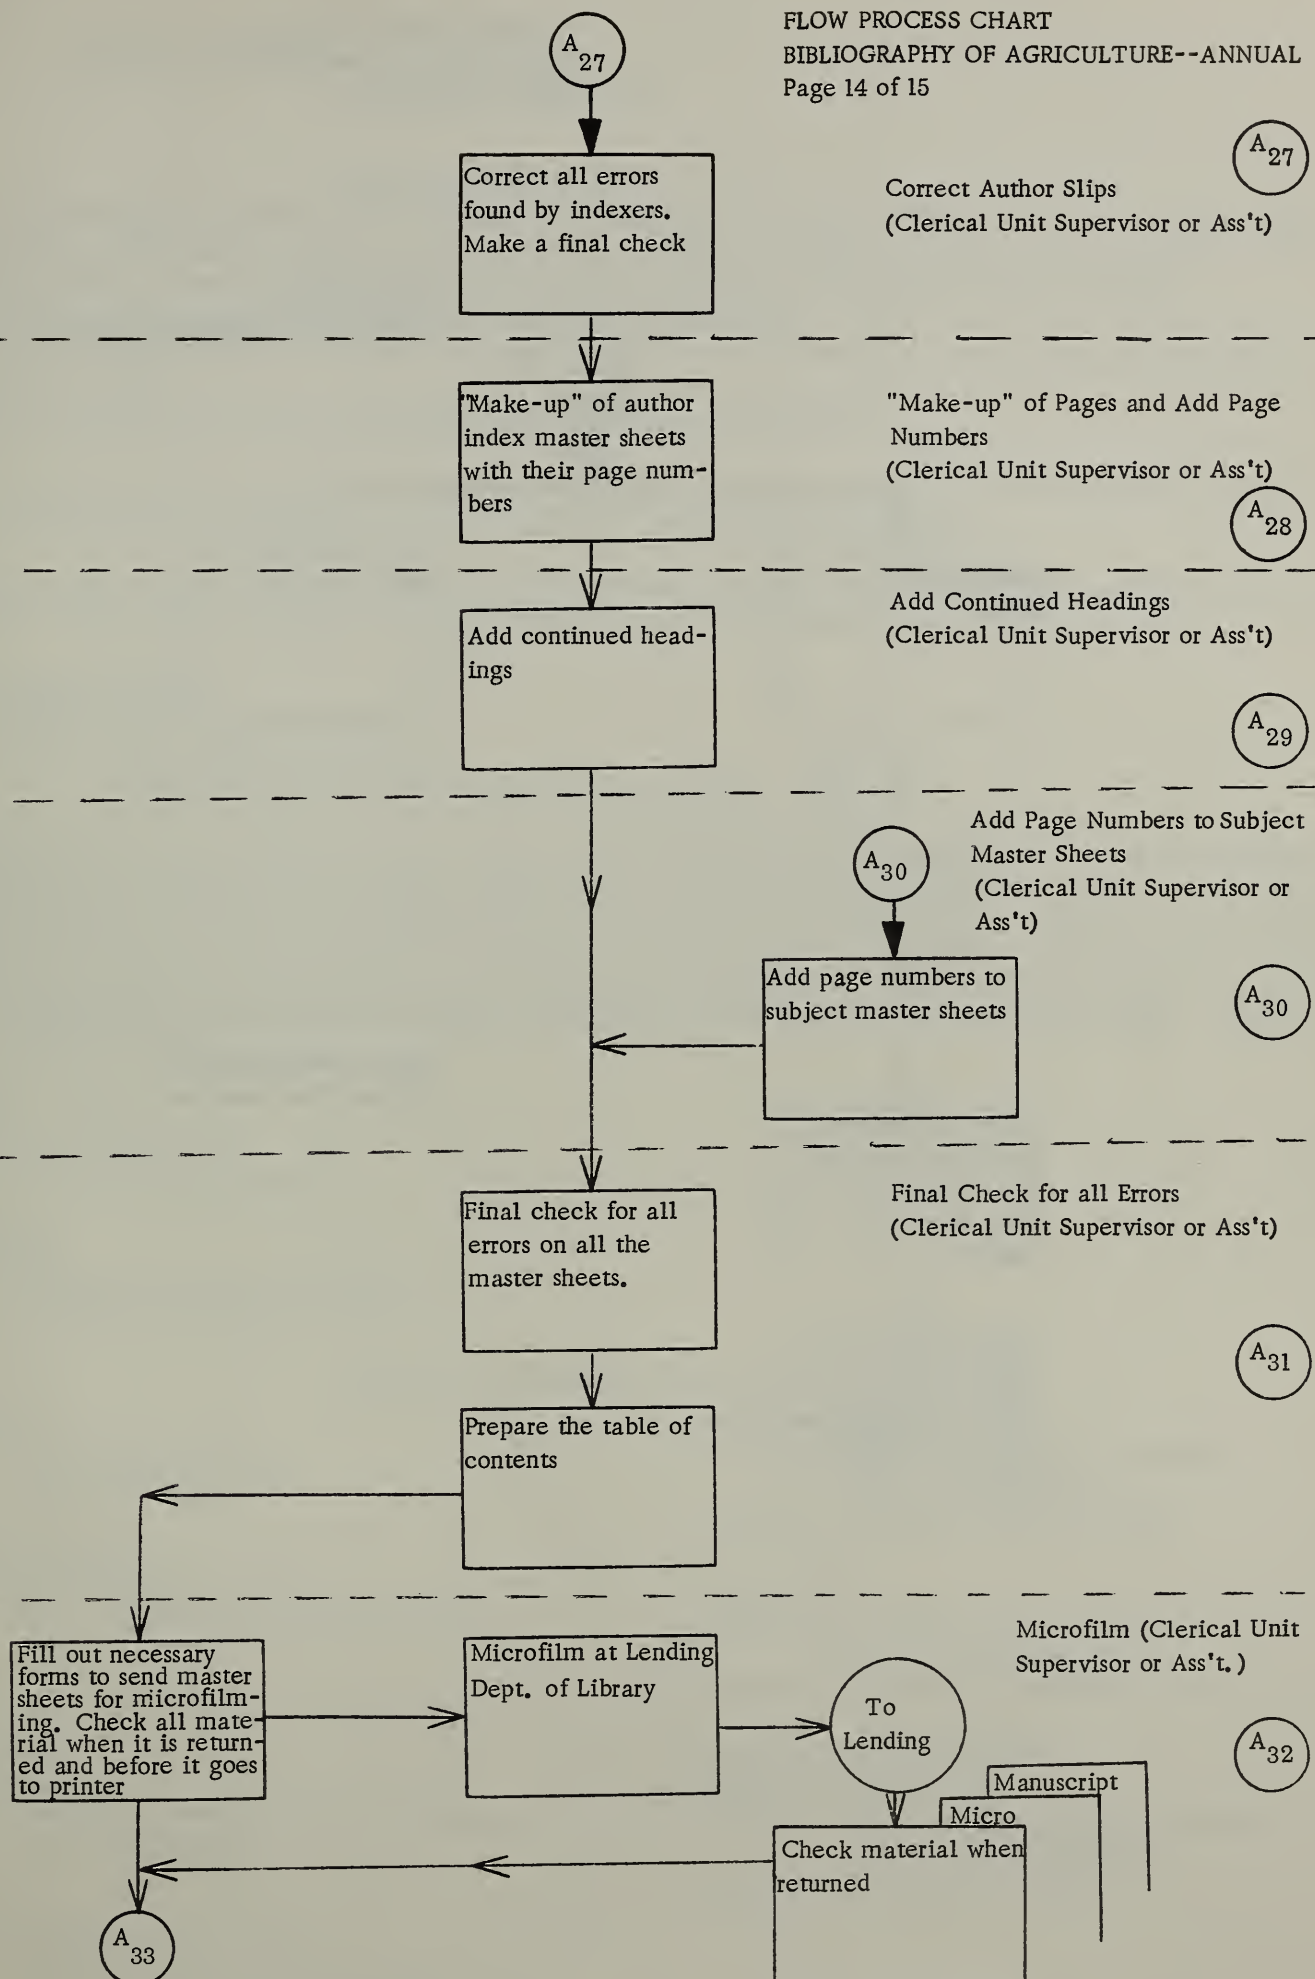 FLOW PROCESS CHART
BIBLIOGRAPHY OF AGRICULTURE--ANNUAL
Page 14 of 15
A
27
A
27
Correct all errors
found by indexers.
Make a final check
Correct Author Slips
(Clerical Unit Supervisor or Ass't)
"Make-up" of author
index master sheets
with their page num-
bers
"Make-up" of Pages and Add Page
Numbers
(Clerical Unit Supervisor or Ass't)
A
28
Add continued head-
ings
Add Continued Headings
(Clerical Unit Supervisor or Ass't)
A
29
A30
Add Page Numbers to Subject
Master Sheets
(Clerical Unit Supervisor or
Ass't)
Add page numbers to
subject master sheets
A30
Final check for all
errors on all the
master sheets.
Final Check for all Errors
(Clerical Unit Supervisor or Ass't)
A31
Prepare the table of
contents
Fill out necessary
forms to send master
sheets for microfilm-
ing. Check all mate-
rial when it is return-
ed and before it goes
to printer
Microfilm at Lending
Dept. of Library
To
Lending
Microfilm (Clerical Unit
Supervisor or Ass't.)
A32
Manuscript
Micro
Check material when
returned
A
33